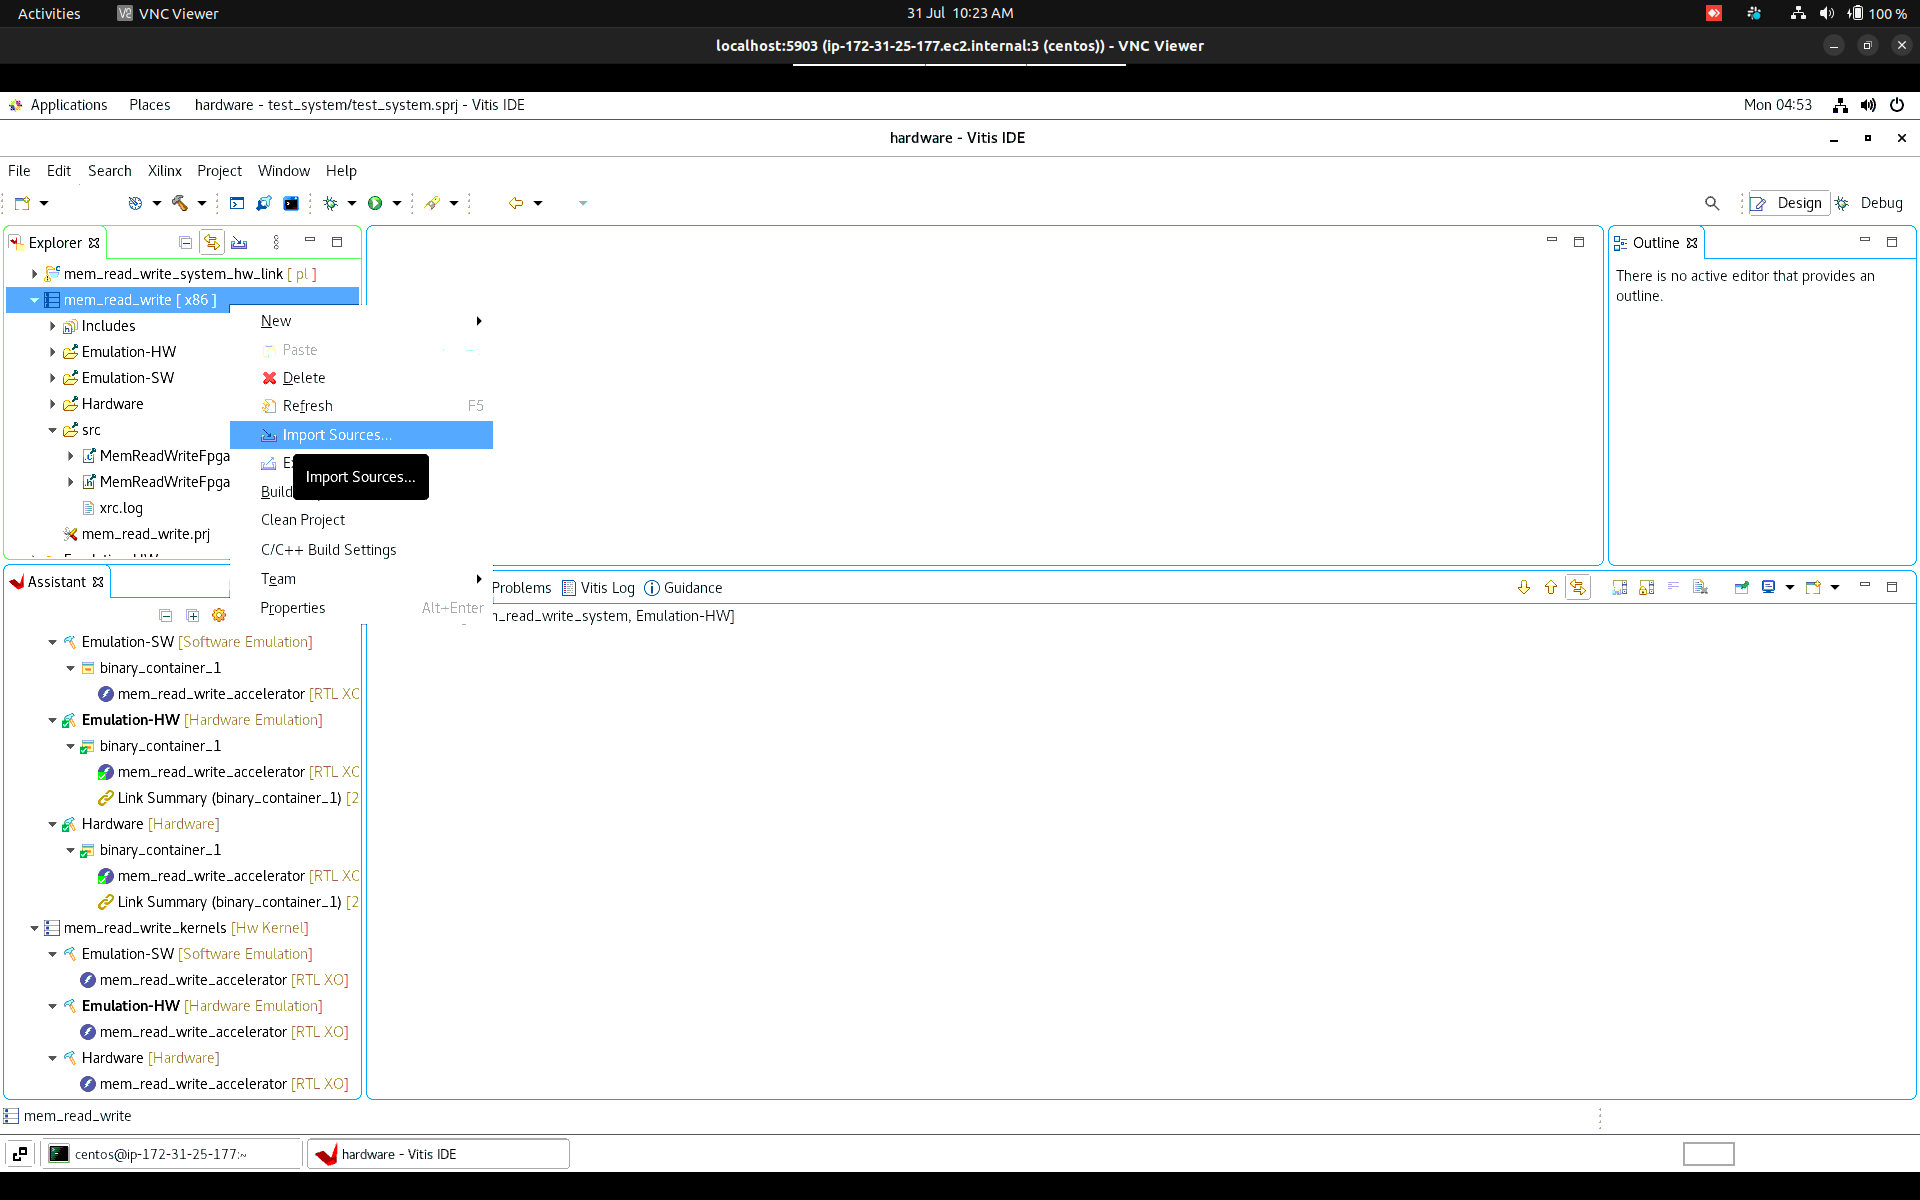 Activities VNC Viewer 31 Jul 10:23 AM 100 %
localhost:5903 (ip-172-31-25-177.ec2.internal:3 (centos)) - VNC Viewer
Applications Places hardware - test_system/test_system.sprj - Vitis IDE Mon 04:53
hardware - Vitis IDE
File Edit Search Xilinx Project Window Help
Design Debug
Explorer
mem_read_write_system_hw_link [ pl ]
mem_read_write [ x86 ]
Includes
Emulation-HW
Emulation-SW
Hardware
src
MemReadWriteFpga
MemReadWriteFpga
xrc.log
mem_read_write.prj
New
Paste
Delete
Refresh F5
Import Sources...
Import Sources...
Build
Clean Project
C/C++ Build Settings
Team
Properties Alt+Enter
Outline
There is no active editor that provides an
outline.
Assistant
Emulation-SW [Software Emulation]
binary_container_1
mem_read_write_accelerator [RTL XO
Emulation-HW [Hardware Emulation]
binary_container_1
mem_read_write_accelerator [RTL XO
Link Summary (binary_container_1) [2
Hardware [Hardware]
binary_container_1
mem_read_write_accelerator [RTL XO
Link Summary (binary_container_1) [2
mem_read_write_kernels [Hw Kernel]
Emulation-SW [Software Emulation]
mem_read_write_accelerator [RTL XO]
Emulation-HW [Hardware Emulation]
mem_read_write_accelerator [RTL XO]
Hardware [Hardware]
mem_read_write_accelerator [RTL XO]
Problems Vitis Log Guidance
_read_write_system, Emulation-HW]
mem_read_write
centos@ip-172-31-25-177:~ hardware - Vitis IDE